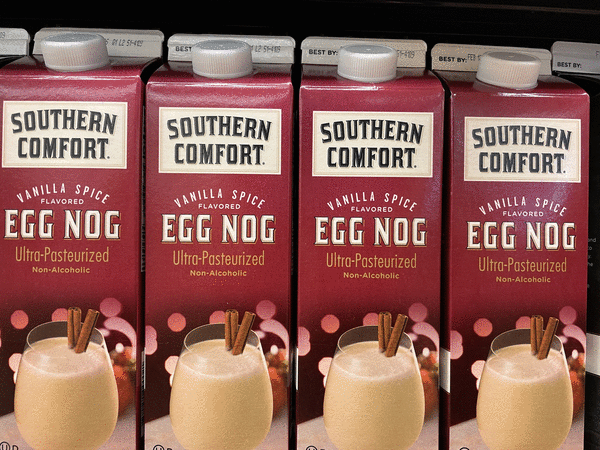 BEST BY:
BEST BY:
BEST BY:
SOUTHERN
COMFORT.
VANILLA SPICE
FLAVORED
EGG NOG
Ultra-Pasteurized
Non-Alcoholic
SOUTHERN
COMFORT.
VANILLA SPICE
FLAVORED
EGG NOG
Ultra-Pasteurized
Non-Alcoholic
SOUTHERN
COMFORT.
VANILLA SPICE
FLAVORED
EGG NOG
Ultra-Pasteurized
Non-Alcoholic
SOUTHERN
COMFORT.
VANILLA SPICE
FLAVORED
EGG NOG
Ultra-Pasteurized
Non-Alcoholic